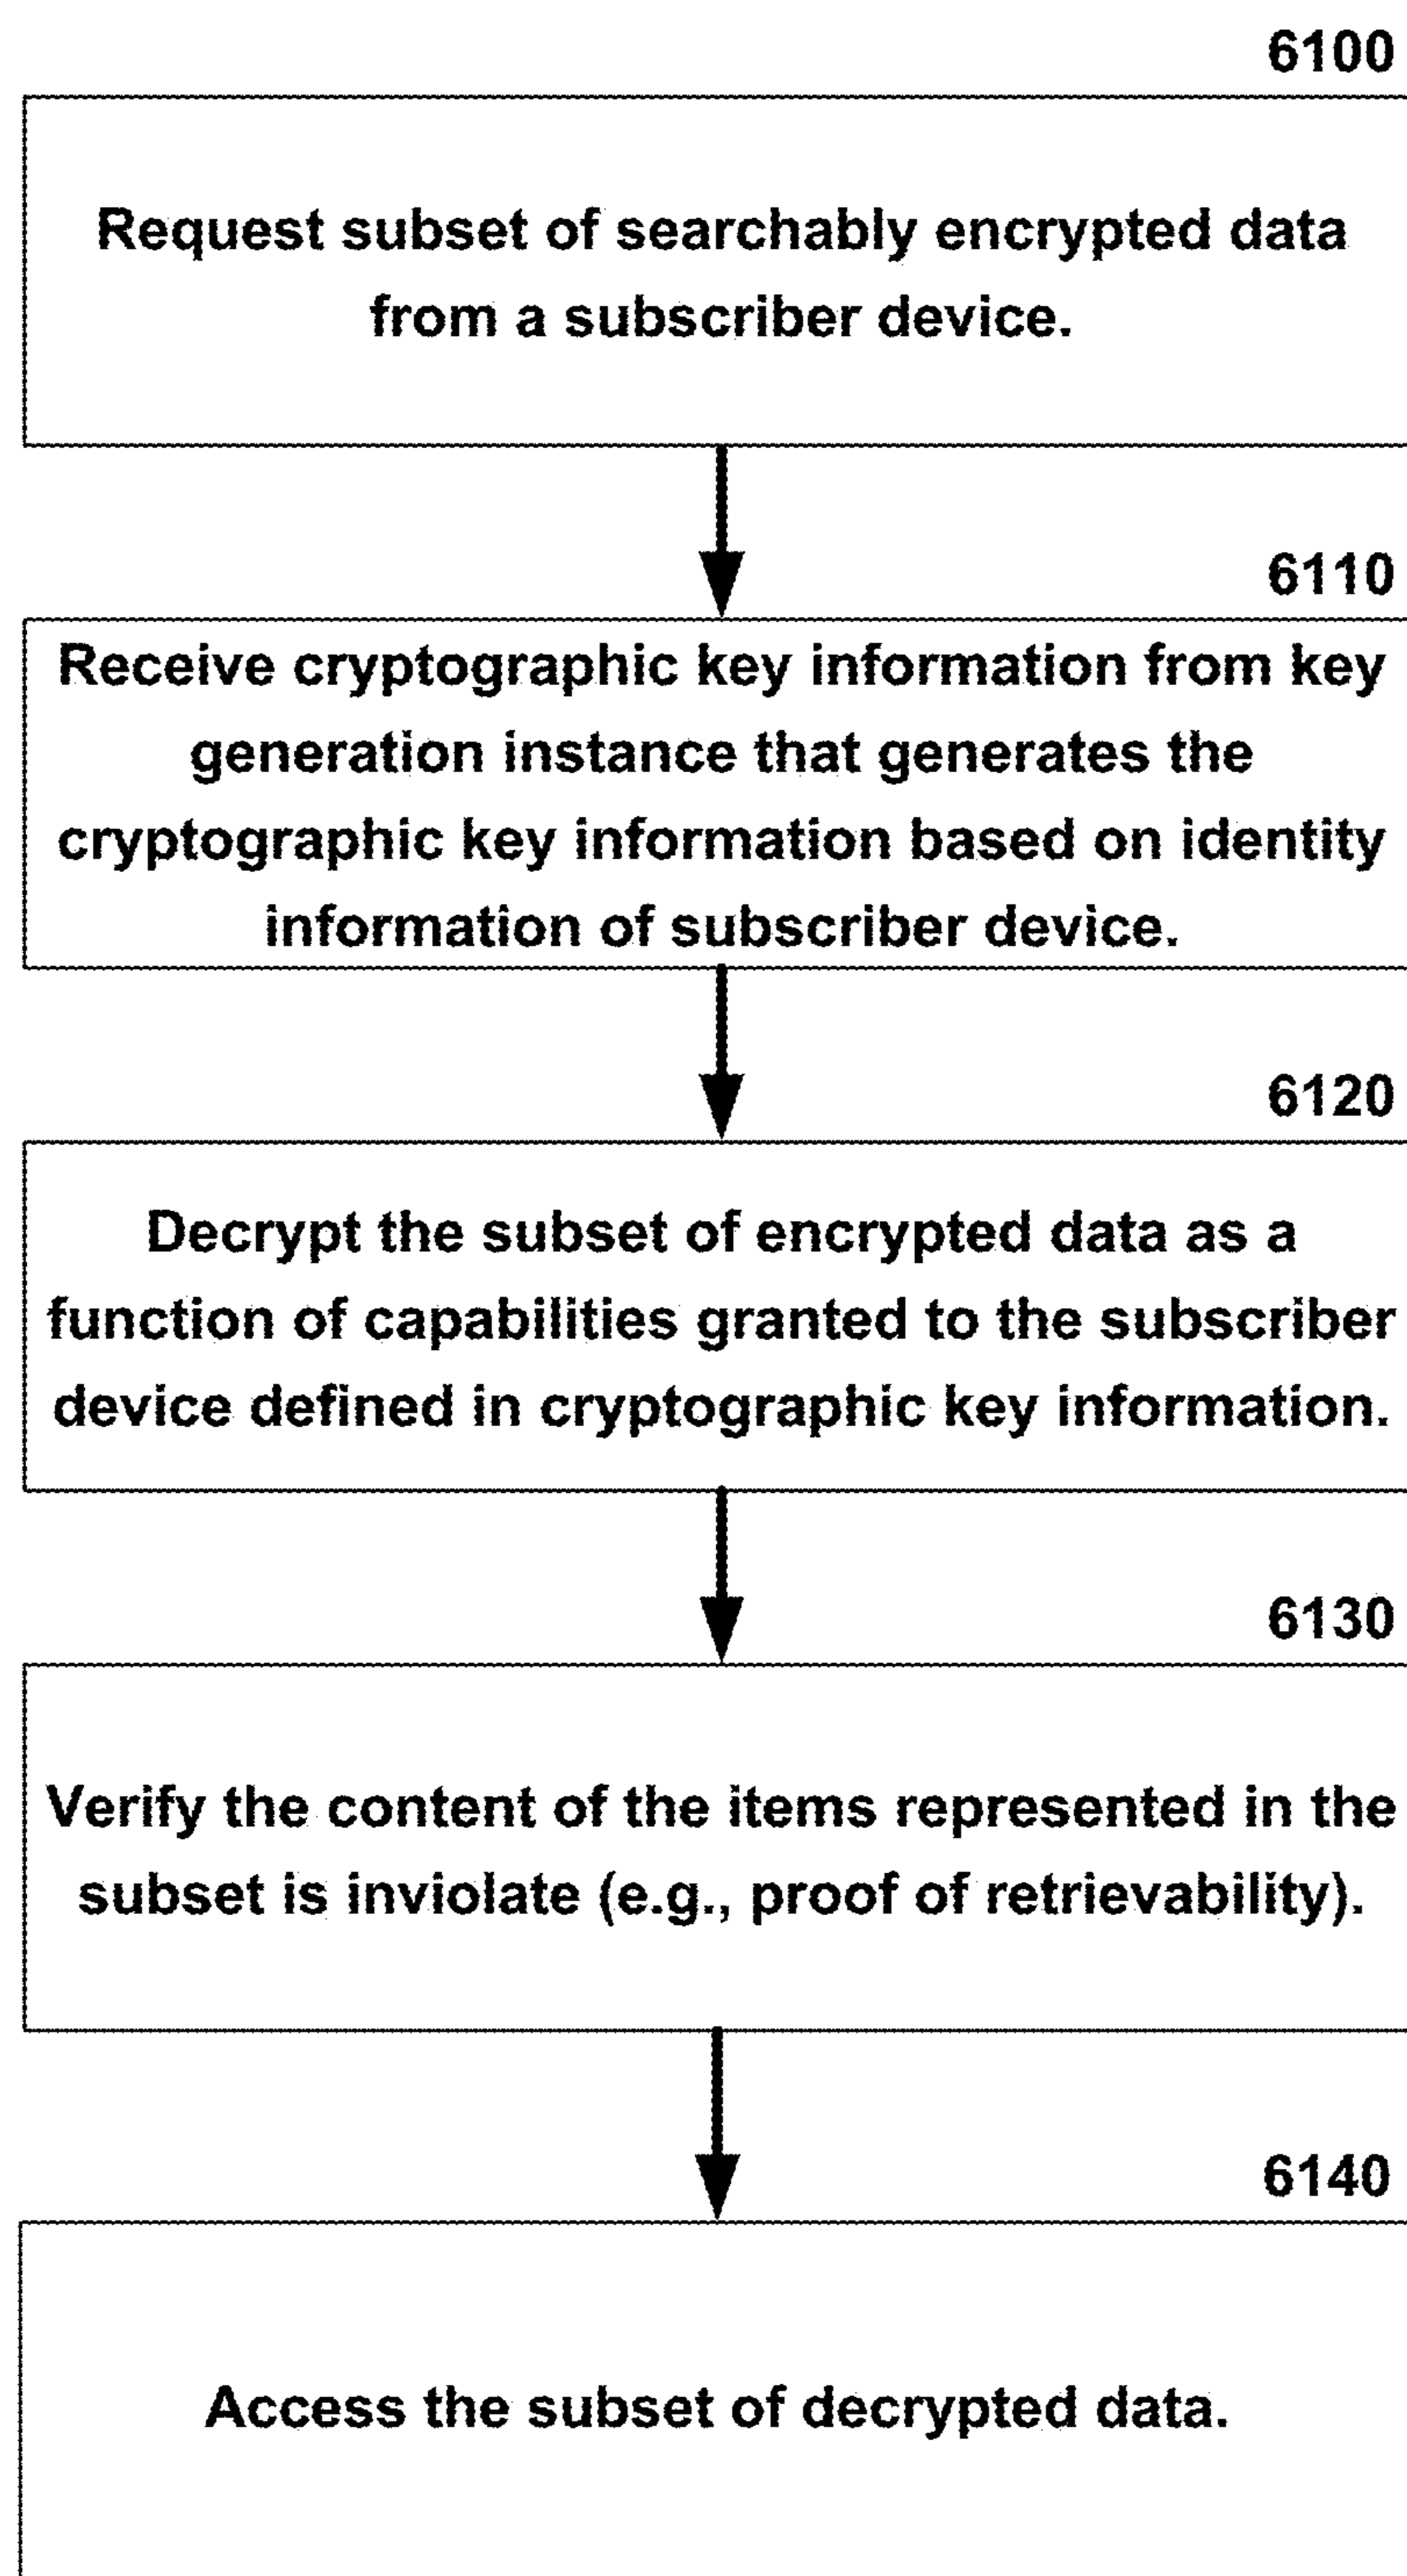 6100
Request subset of searchably encrypted data
from a subscriber device.
6110
Receive cryptographic key information from key
generation instance that generates the
cryptographic key information based on identity
information of subscriber device.
6120
Decrypt the subset of encrypted data as a
function of capabilities granted to the subscriber
device defined in cryptographic key information.
6130
Verify the content of the items represented in the
subset is inviolate (e.g., proof of retrievability).
6140
Access the subset of decrypted data.